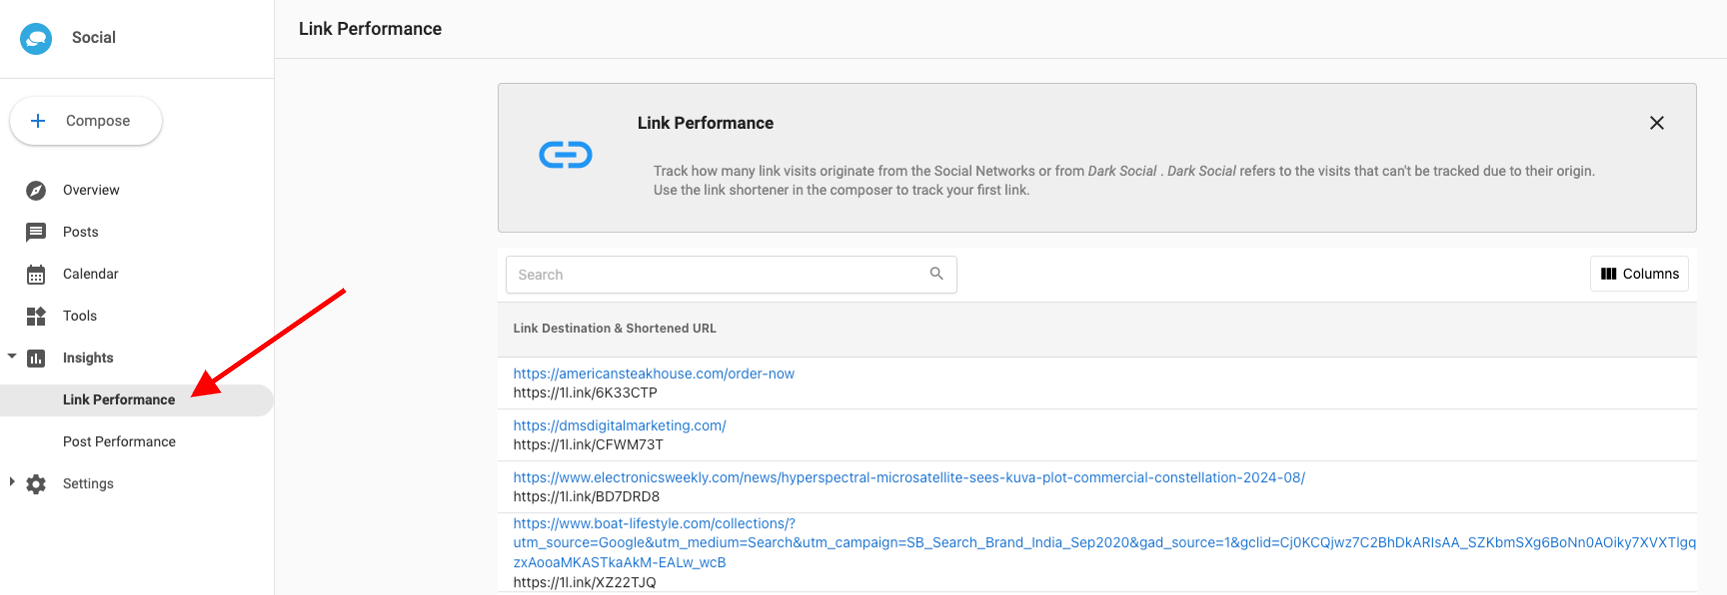 Social
Link Performance
Compose
Overview
Posts
Calendar
Tools
Insights
Link Performance
Post Performance
Settings
Link Performance
Track how many link visits originate from the Social Networks or from Dark Social . Dark Social refers to the visits that can't be tracked due to their origin.
Use the link shortener in the composer to track your first link.
Search
Columns
Link Destination & Shortened URL
https://americansteakhouse.com/order-now
https://1l.ink/6K33CTP
https://dmsdigitalmarketing.com/
https://1l.ink/CFWM73T
https://www.electronicsweekly.com/news/hyperspectral-microsatellite-sees-kuva-plot-commercial-constellation-2024-08/
https://1l.ink/BD7DRD8
https://www.boat-lifestyle.com/collections/?
utm_source=Google&utm_medium=Search&utm_campaign=SB_Search_Brand_India_Sep2020&gad_source=1&gclid=Cj0KCQjwz7C2BhDkARIsAA_SZKbmSXg6BoNn0AOiky7XVXTlgq
zxAooaMKASTkaAkM-EALw_wcB
https://1l.ink/XZ22TJQ